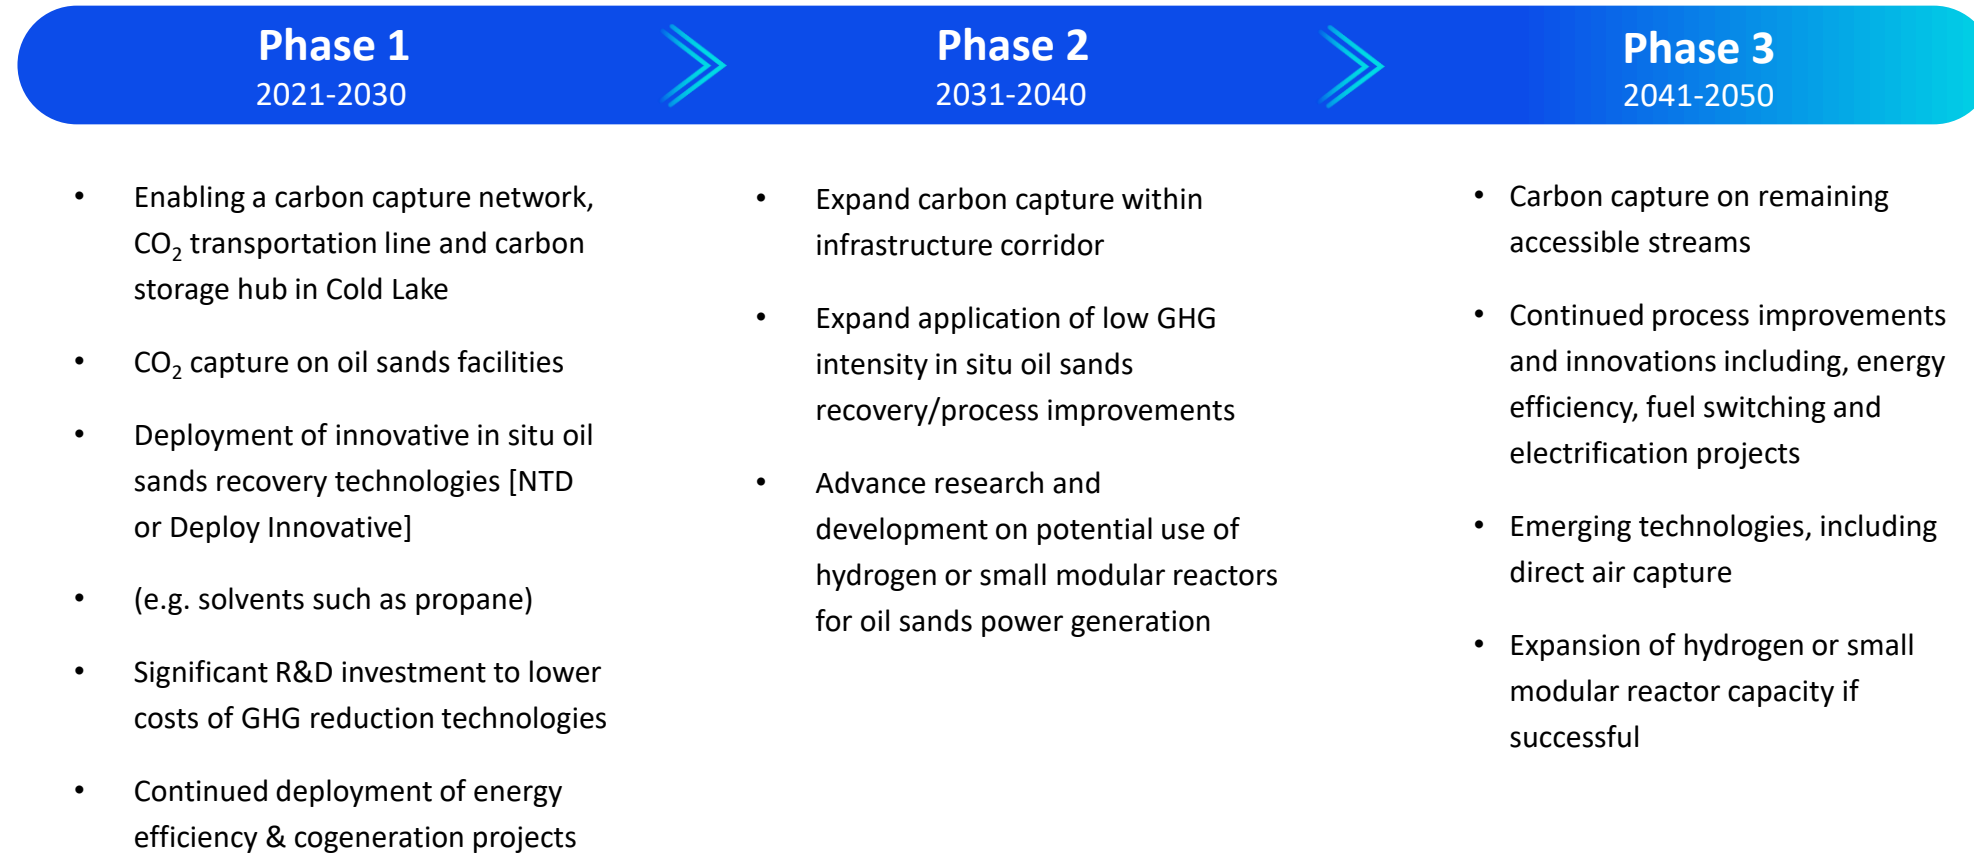 Phase 1
2021-2030
Phase 2
2031-2040
Phase 3
2041-2050
• Enabling a carbon capture network,
CO₂ transportation line and carbon
storage hub in Cold Lake
• CO₂ capture on oil sands facilities
• Deployment of innovative in situ oil
sands recovery technologies [NTD
or Deploy Innovative]
• (e.g. solvents such as propane)
• Significant R&D investment to lower
costs of GHG reduction technologies
• Continued deployment of energy
efficiency & cogeneration projects
• Expand carbon capture within
infrastructure corridor
• Expand application of low GHG
intensity in situ oil sands
recovery/process improvements
• Advance research and
development on potential use of
hydrogen or small modular reactors
for oil sands power generation
• Carbon capture on remaining
accessible streams
• Continued process improvements
and innovations including, energy
efficiency, fuel switching and
electrification projects
• Emerging technologies, including
direct air capture
• Expansion of hydrogen or small
modular reactor capacity if
successful